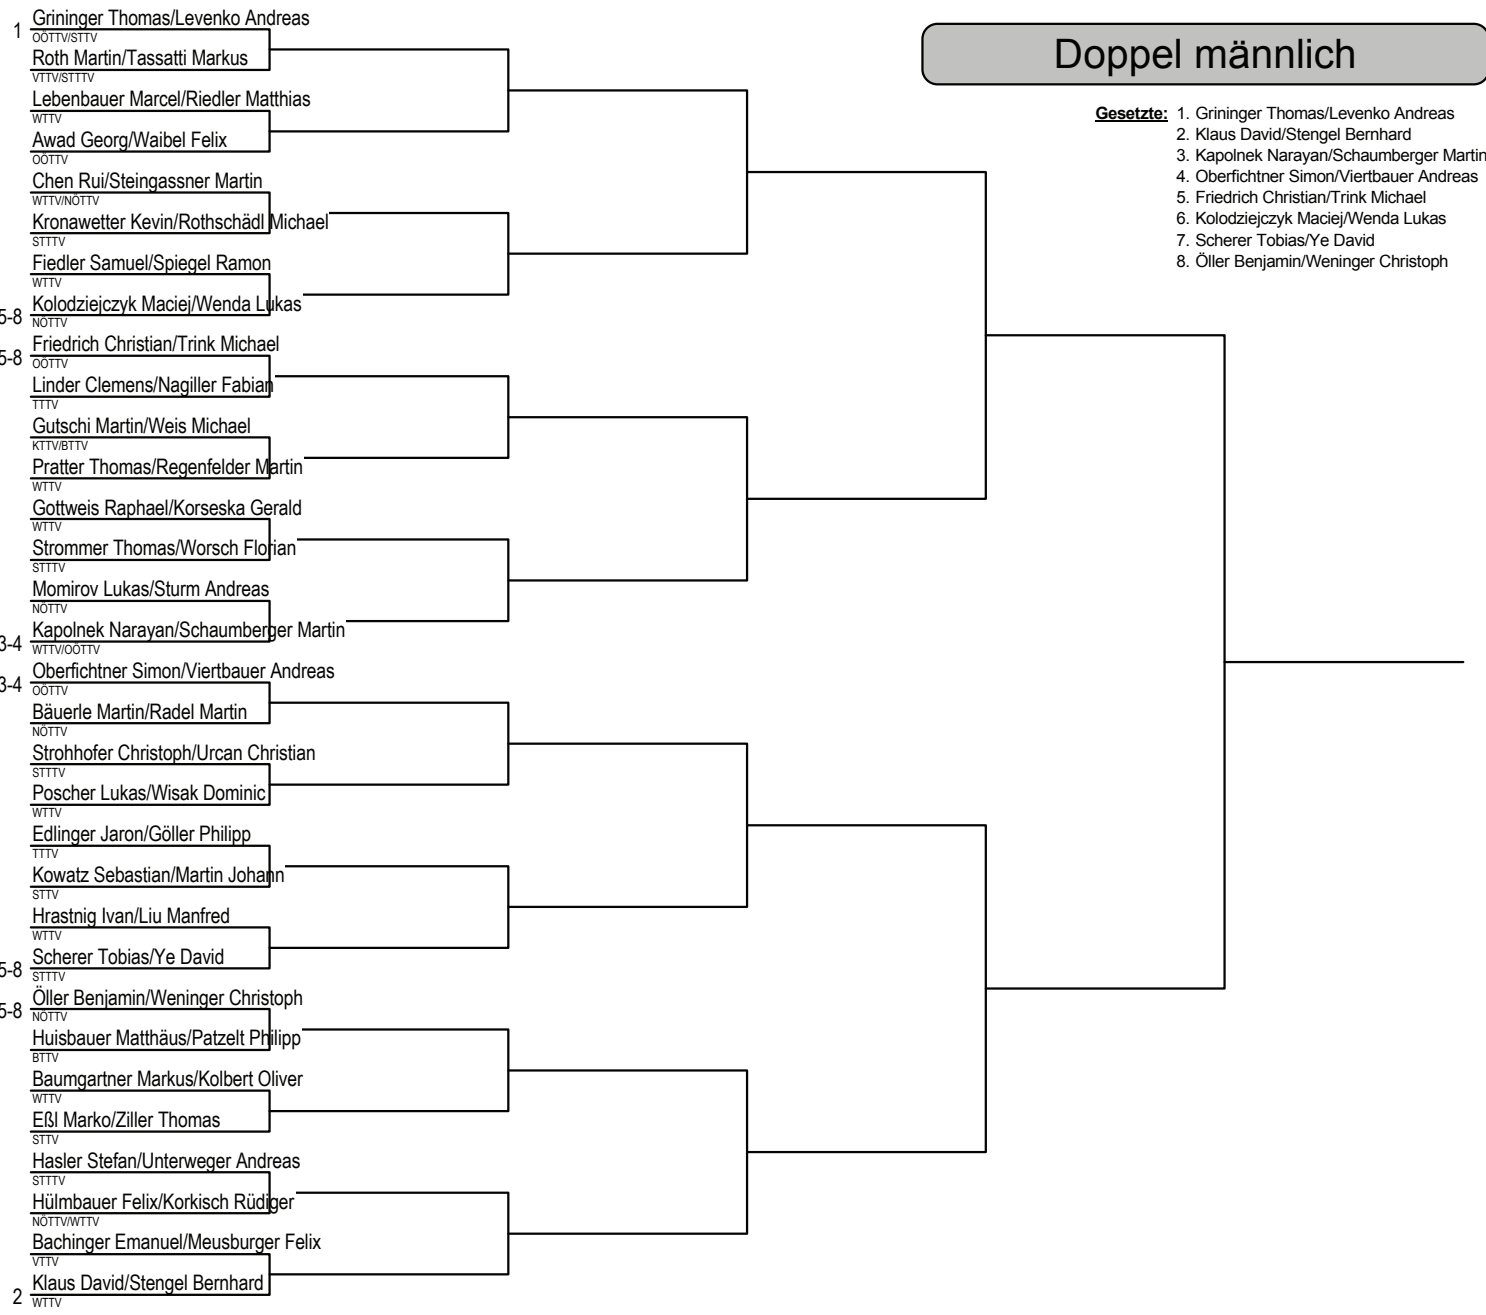 Doppel männlich
Gesetzte: 1. Grininger Thomas/Levenko Andreas
2. Klaus David/Stengel Bernhard
3. Kapolnek Narayan/Schaumberger Martin
4. Oberfichtner Simon/Viertbauer Andreas
5. Friedrich Christian/Trink Michael
6. Kolodziejczyk Maciej/Wenda Lukas
7. Scherer Tobias/Ye David
8. Öller Benjamin/Weninger Christoph
1 Grininger Thomas/Levenko Andreas
OÖTTV/STTV
Roth Martin/Tassatti Markus
VTTV/STTTV
Lebenbauer Marcel/Riedler Matthias
WTTV
Awad Georg/Waibel Felix
OÖTTV
Chen Rui/Steingassner Martin
WTTV/NÖTTV
Kronawetter Kevin/Rothschädl Michael
STTTV
Fiedler Samuel/Spiegel Ramon
WTTV
5-8 Kolodziejczyk Maciej/Wenda Lukas
NÖTTV
5-8 Friedrich Christian/Trink Michael
OÖTTV
Linder Clemens/Nagiller Fabian
TTTV
Gutschi Martin/Weis Michael
KTTV/BTTV
Pratter Thomas/Regenfelder Martin
WTTV
Gottweis Raphael/Korseska Gerald
WTTV
Strommer Thomas/Worsch Florian
STTTV
Momirov Lukas/Sturm Andreas
NÖTTV
3-4 Kapolnek Narayan/Schaumberger Martin
WTTV/OÖTTV
3-4 Oberfichtner Simon/Viertbauer Andreas
OÖTTV
Bäuerle Martin/Radel Martin
NÖTTV
Strohhofer Christoph/Urcan Christian
STTTV
Poscher Lukas/Wisak Dominic
WTTV
Edlinger Jaron/Göller Philipp
TTTV
Kowatz Sebastian/Martin Johann
STTV
Hrastnig Ivan/Liu Manfred
WTTV
5-8 Scherer Tobias/Ye David
STTTV
5-8 Öller Benjamin/Weninger Christoph
NÖTTV
Huisbauer Matthäus/Patzelt Philipp
BTTV
Baumgartner Markus/Kolbert Oliver
WTTV
Eßl Marko/Ziller Thomas
STTV
Hasler Stefan/Unterweger Andreas
STTTV
Hülmbauer Felix/Korkisch Rüdiger
NÖTTV/WTTV
Bachinger Emanuel/Meusburger Felix
VTTV
2 Klaus David/Stengel Bernhard
WTTV